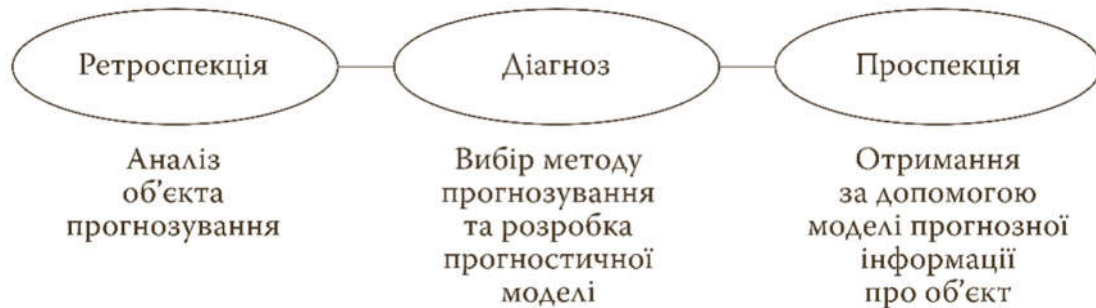 Ретроспекція
Діагноз
Проспекція
Аналіз
об’єкта
прогнозування
Вибір методу
прогнозування
та розробка
прогностичної
моделі
Отримання
за допомогою
моделі прогнозної
інформації
про об’єкт